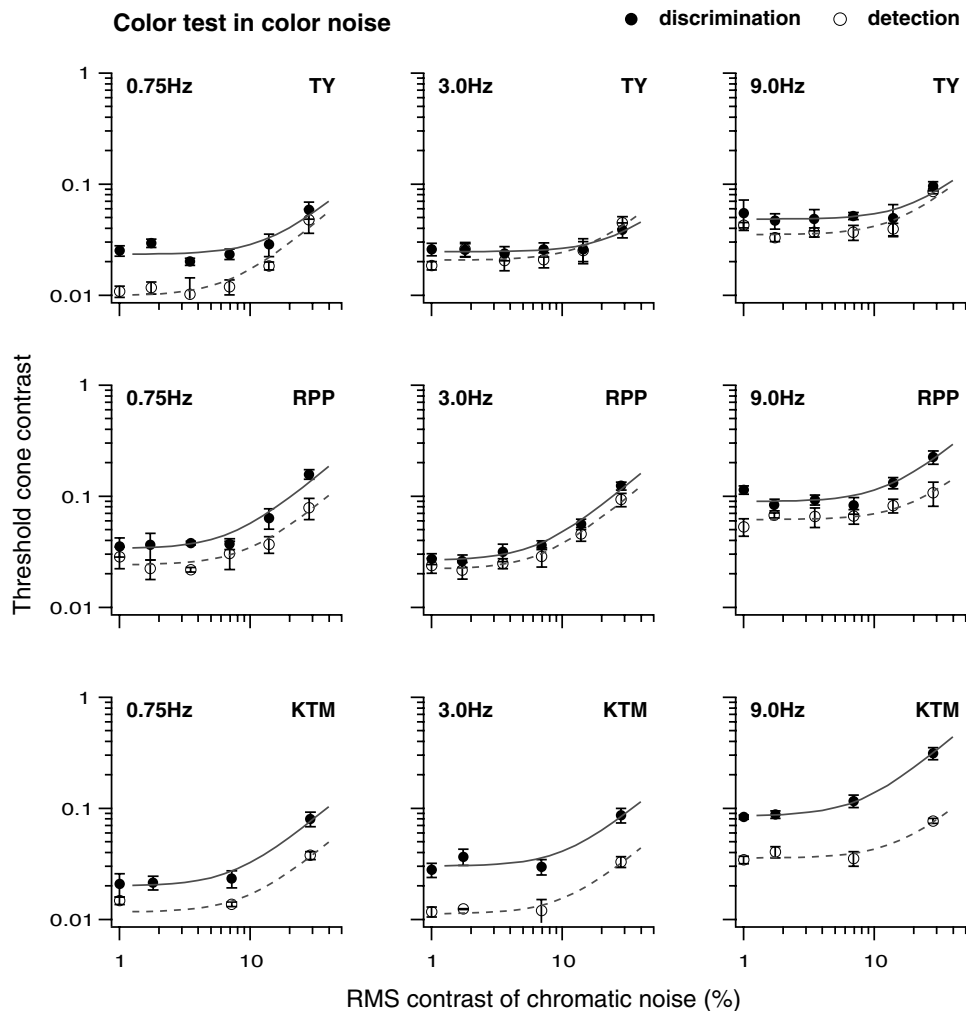 Color test in color noise
● discrimination ○ detection
1 0.75Hz TY 3.0Hz TY 9.0Hz TY
0.1
0.01
1 0.75Hz RPP 3.0Hz RPP 9.0Hz RPP
0.1
0.01
1 0.75Hz KTM 3.0Hz KTM 9.0Hz KTM
0.1
0.01
1 10 1 10 1 10
Threshold cone contrast
RMS contrast of chromatic noise (%)